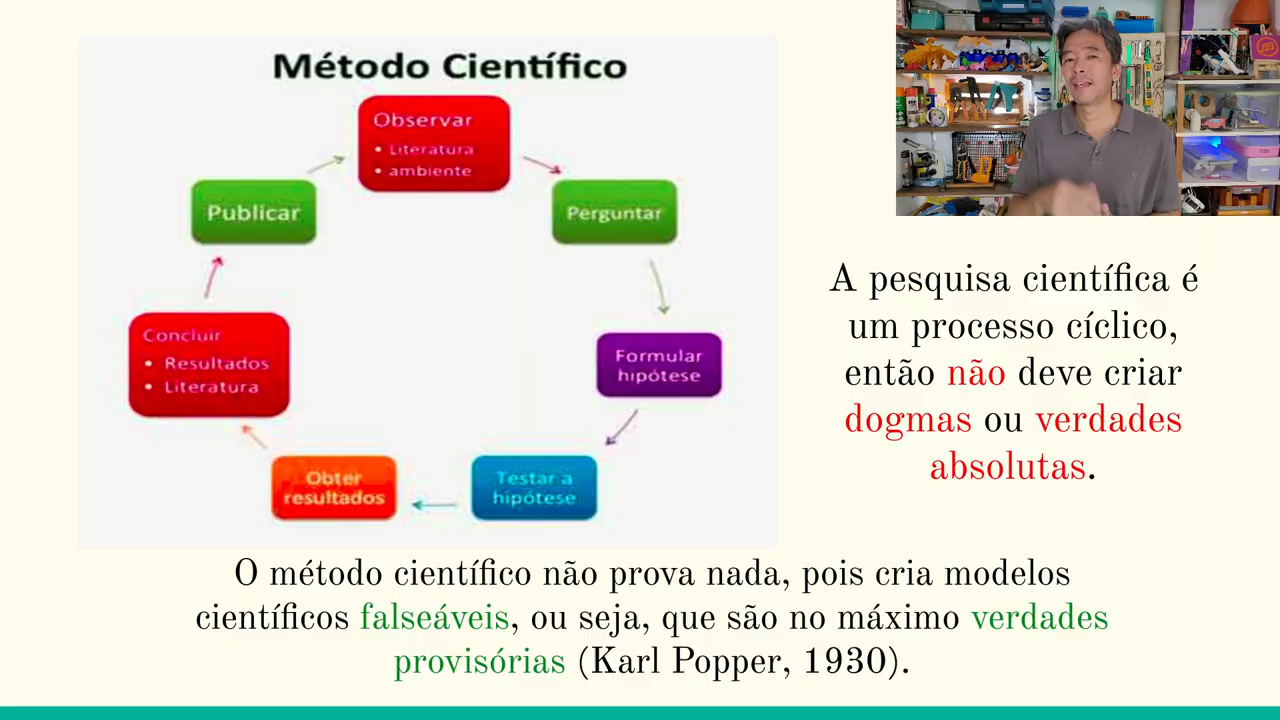 Método Científico
Observar
• Literatura
• ambiente
Publicar
Perguntar
Concluir
• Resultados
• Literatura
Formular
hipótese
Obter
resultados
Testar a
hipótese
A pesquisa científica é
um processo cíclico,
então não deve criar
dogmas ou verdades
absolutas.
O método científico não prova nada, pois cria modelos
científicos falseáveis, ou seja, que são no máximo verdades
provisórias (Karl Popper, 1930).